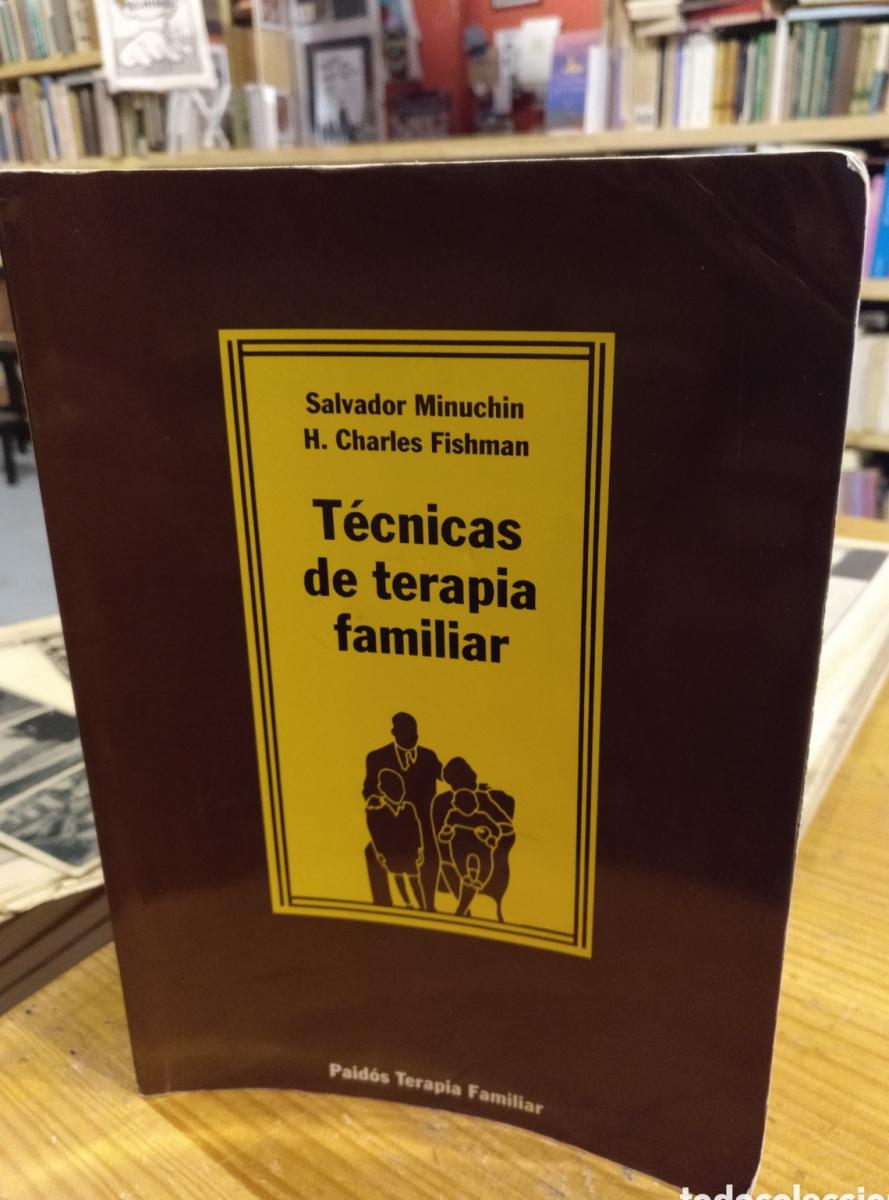 Salvador Minuchin
H. Charles Fishman
Técnicas
de terapia
familiar
Paidós Terapia Familiar